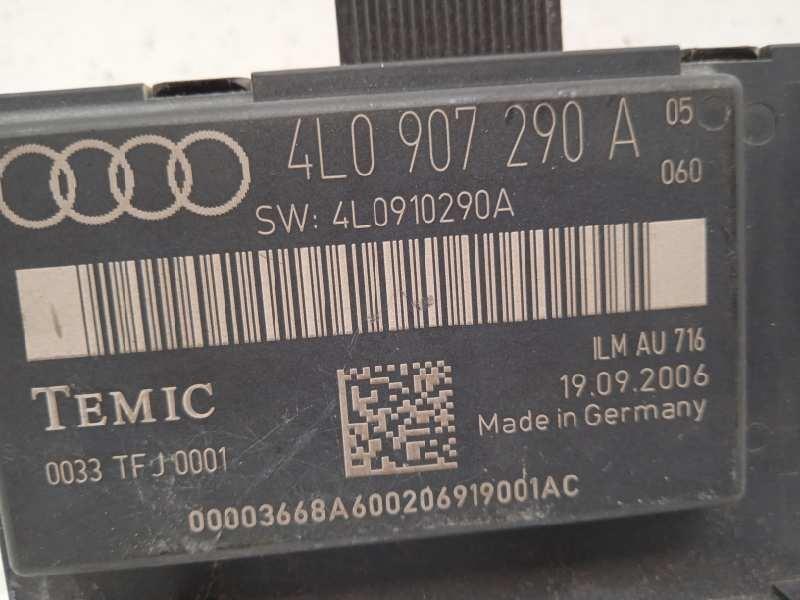 4L0 907 290 A 05
060
SW: 4L0910290A
ILM AU 716
TEMIC
19.09.2006
Made in Germany
0033 TFJ 0001
00003668A600206919001AC